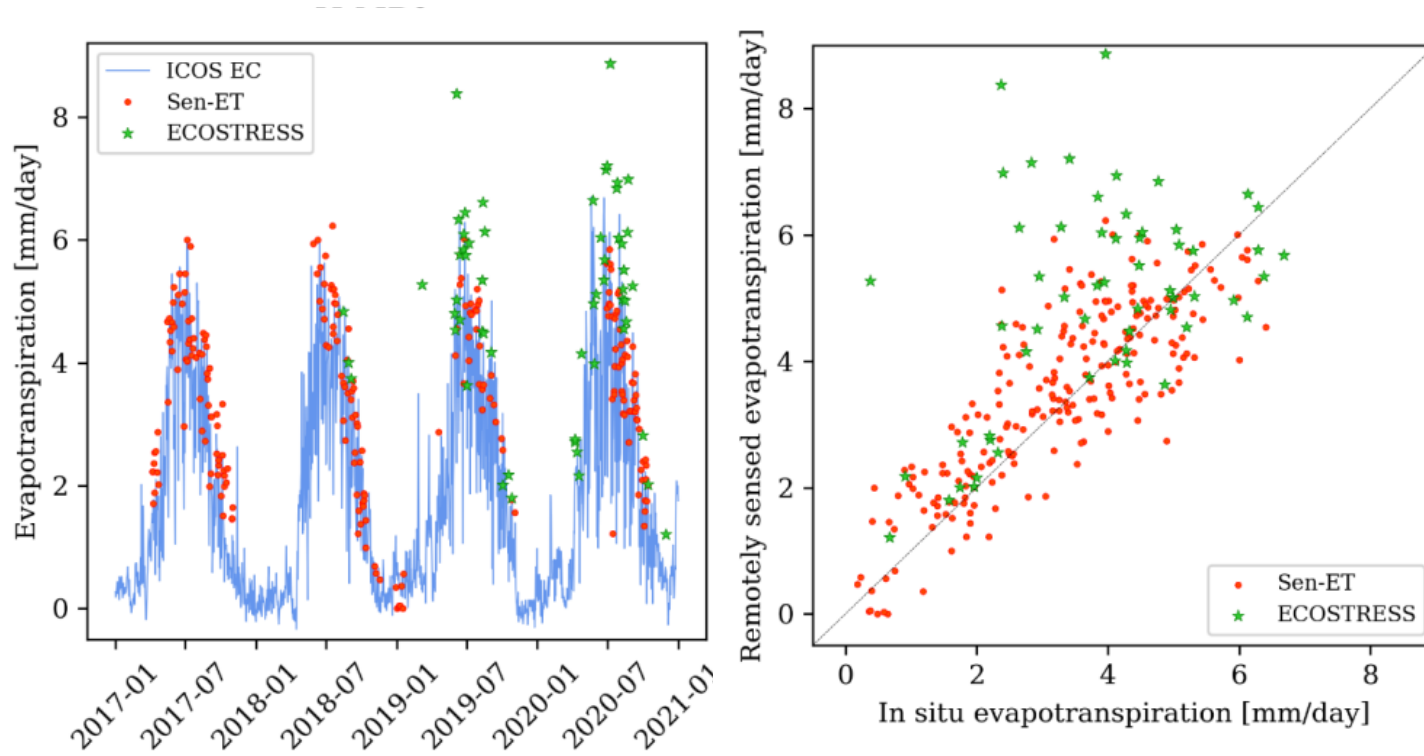 ICOS EC
Sen-ET
ECOSTRESS
Evapotranspiration [mm/day]
8
6
4
2
0
2017-01
2017-07
2018-01
2018-07
2019-01
2019-07
2020-01
2020-07
2021-01
Remotely sensed evapotranspiration [mm/day]
8
6
4
2
0
Sen-ET
ECOSTRESS
0 2 4 6 8
In situ evapotranspiration [mm/day]